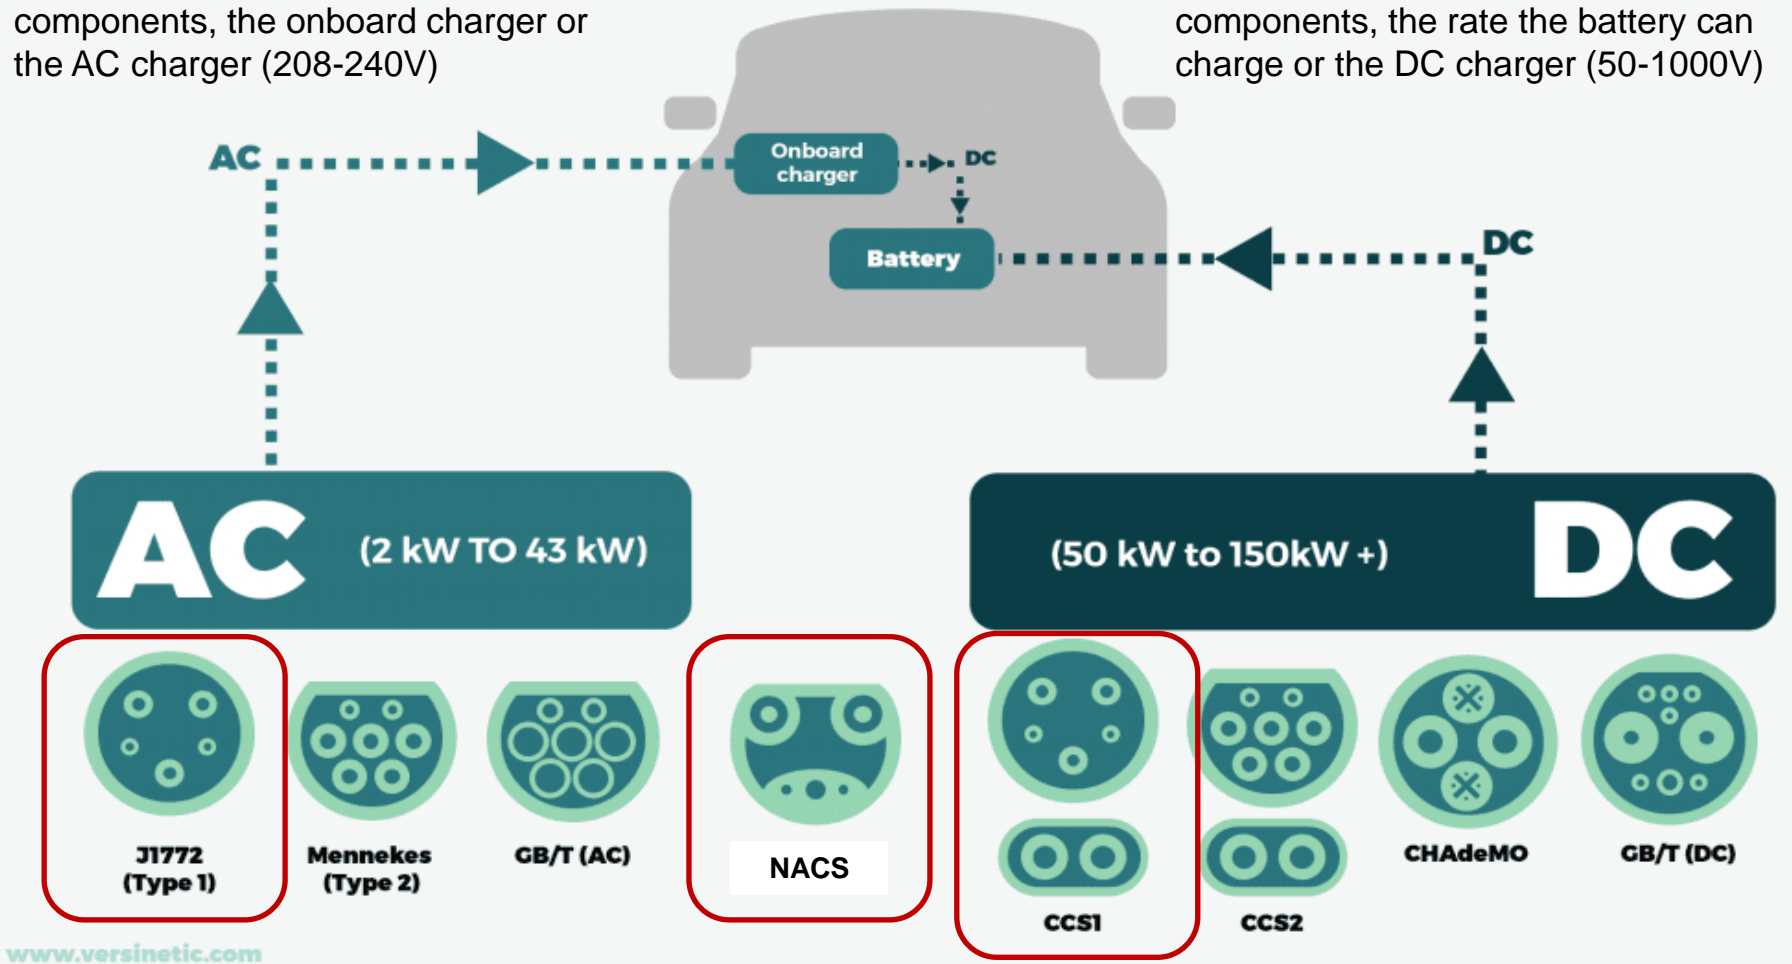 components, the onboard charger or
the AC charger (208-240V)
components, the rate the battery can
charge or the DC charger (50-1000V)
AC
Onboard
charger
DC
Battery
DC
AC (2 kW TO 43 kW)
(50 kW to 150kW +) DC
J1772
(Type 1)
Mennekes
(Type 2)
GB/T (AC)
NACS
CCS1
CCS2
CHAdeMO
GB/T (DC)
www.versinetic.com